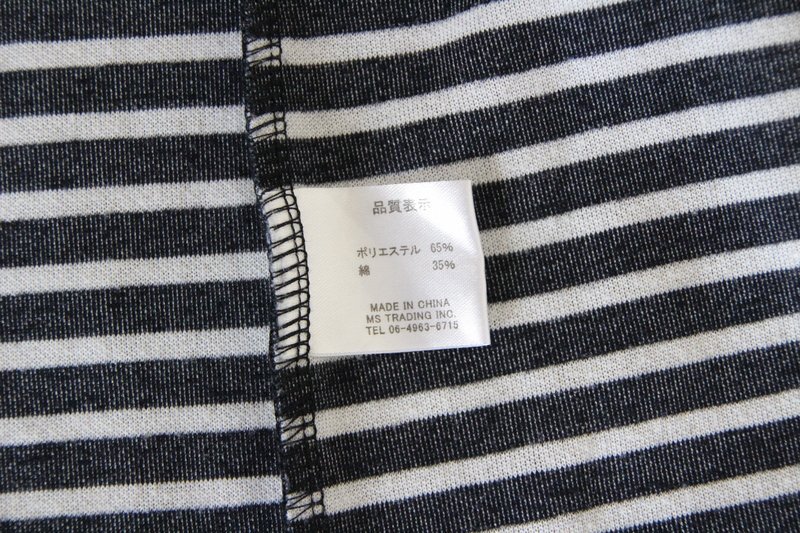 品質表示
ポリエステル 65%
綿 35%
MADE IN CHINA
MS TRADING INC.
TEL 06-4963-6715